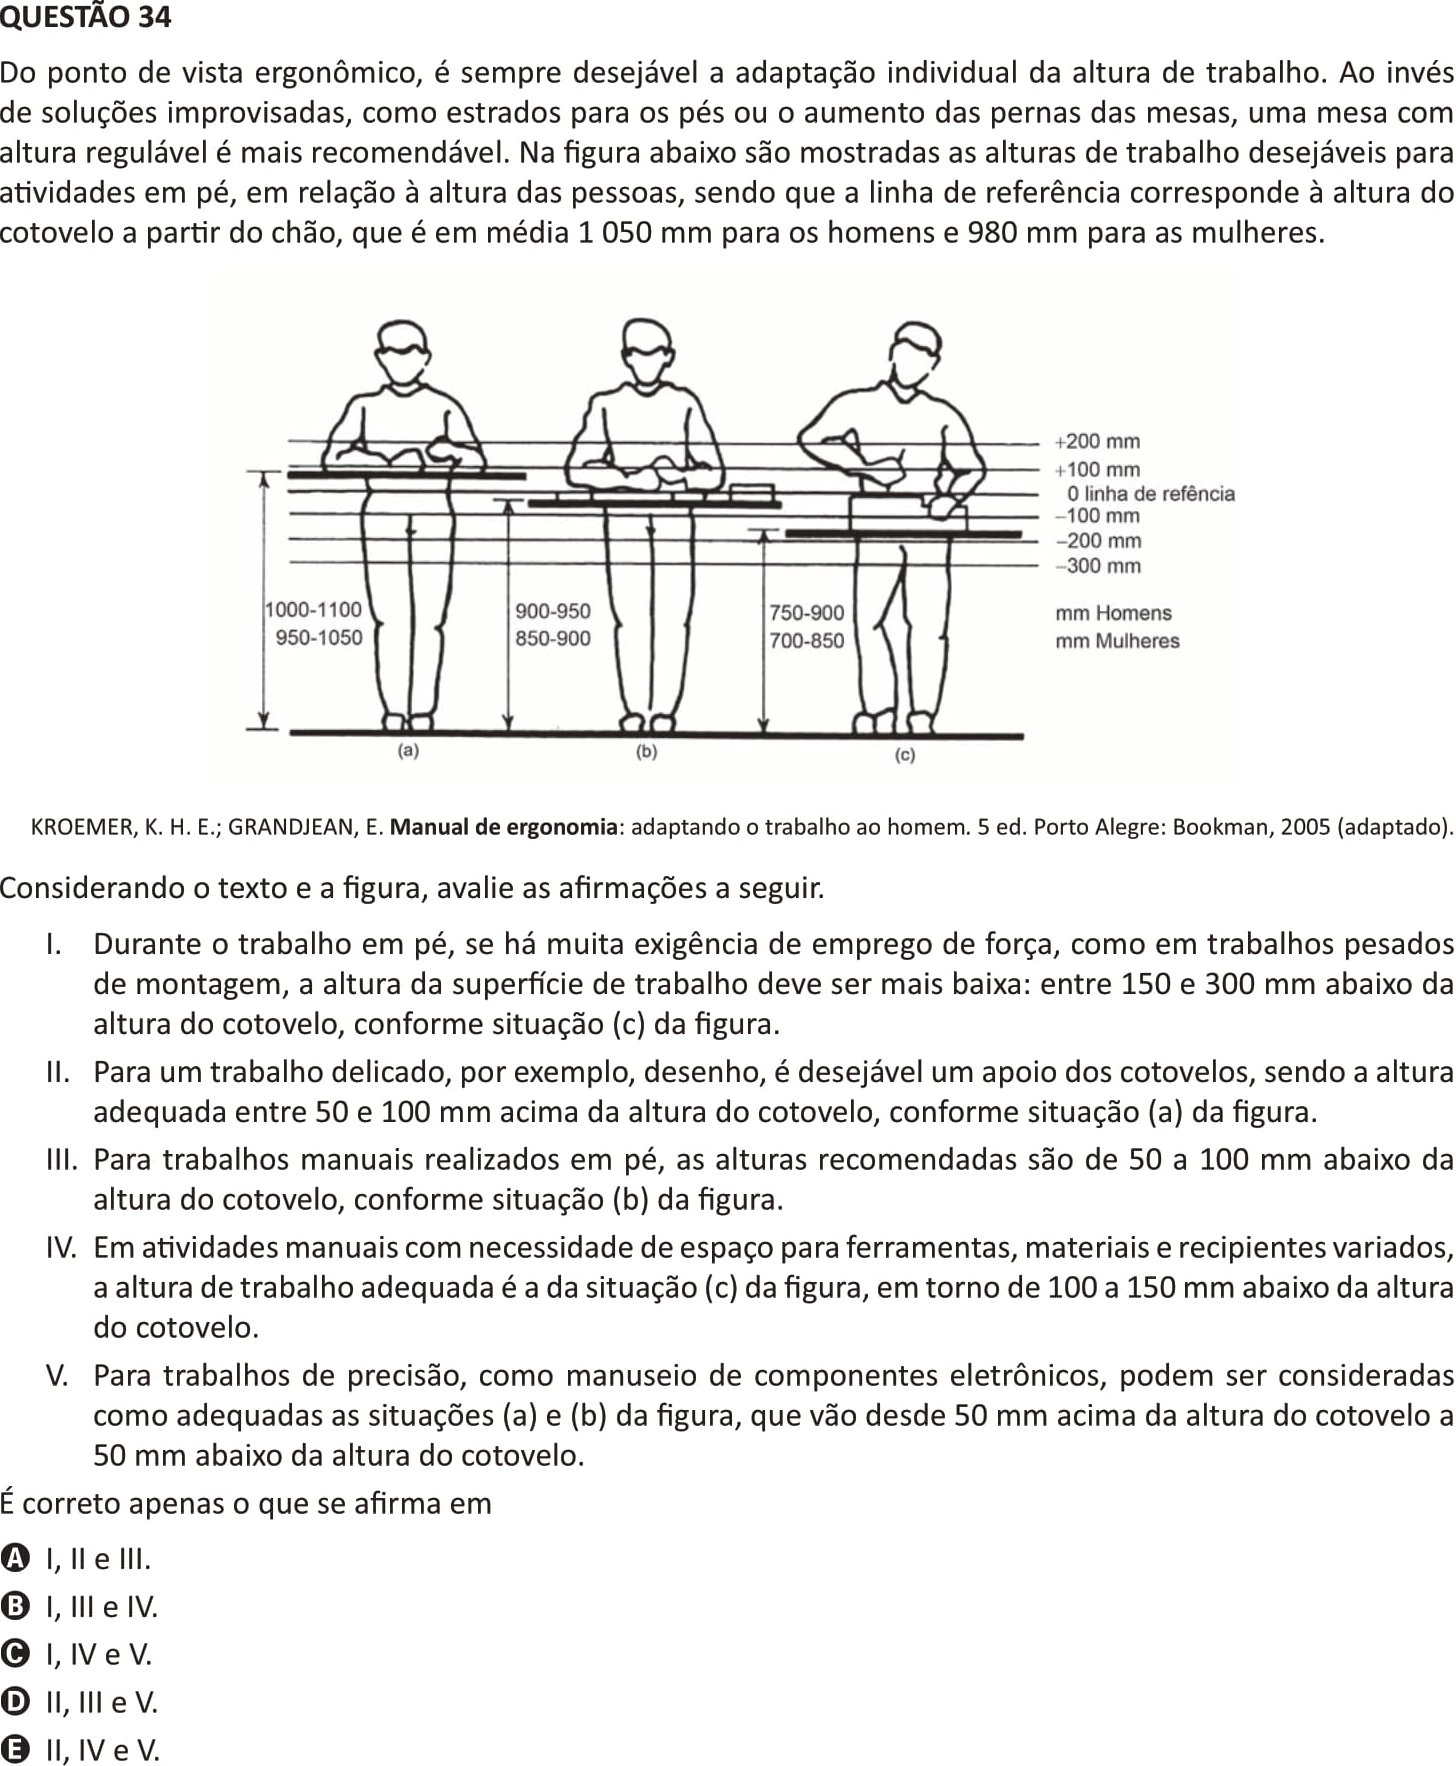 QUESTÃO 34
Do ponto de vista ergonômico, é sempre desejável a adaptação individual da altura de trabalho. Ao invés
de soluções improvisadas, como estrados para os pés ou o aumento das pernas das mesas, uma mesa com
altura regulável é mais recomendável. Na figura abaixo são mostradas as alturas de trabalho desejáveis para
atividades em pé, em relação à altura das pessoas, sendo que a linha de referência corresponde à altura do
cotovelo a partir do chão, que é em média 1 050 mm para os homens e 980 mm para as mulheres.
+200 mm
+100 mm
0 linha de refência
−100 mm
−200 mm
−300 mm
1000-1100 900-950 750-900 mm Homens
950-1050 850-900 700-850 mm Mulheres
(a) (b) (c)
KROEMER, K. H. E.; GRANDJEAN, E. Manual de ergonomia: adaptando o trabalho ao homem. 5 ed. Porto Alegre: Bookman, 2005 (adaptado).
Considerando o texto e a figura, avalie as afirmações a seguir.
I. Durante o trabalho em pé, se há muita exigência de emprego de força, como em trabalhos pesados
de montagem, a altura da superfície de trabalho deve ser mais baixa: entre 150 e 300 mm abaixo da
altura do cotovelo, conforme situação (c) da figura.
II. Para um trabalho delicado, por exemplo, desenho, é desejável um apoio dos cotovelos, sendo a altura
adequada entre 50 e 100 mm acima da altura do cotovelo, conforme situação (a) da figura.
III. Para trabalhos manuais realizados em pé, as alturas recomendadas são de 50 a 100 mm abaixo da
altura do cotovelo, conforme situação (b) da figura.
IV. Em atividades manuais com necessidade de espaço para ferramentas, materiais e recipientes variados,
a altura de trabalho adequada é a da situação (c) da figura, em torno de 100 a 150 mm abaixo da altura
do cotovelo.
V. Para trabalhos de precisão, como manuseio de componentes eletrônicos, podem ser consideradas
como adequadas as situações (a) e (b) da figura, que vão desde 50 mm acima da altura do cotovelo a
50 mm abaixo da altura do cotovelo.
É correto apenas o que se afirma em
A I, II e III.
B I, III e IV.
C I, IV e V.
D II, III e V.
E II, IV e V.